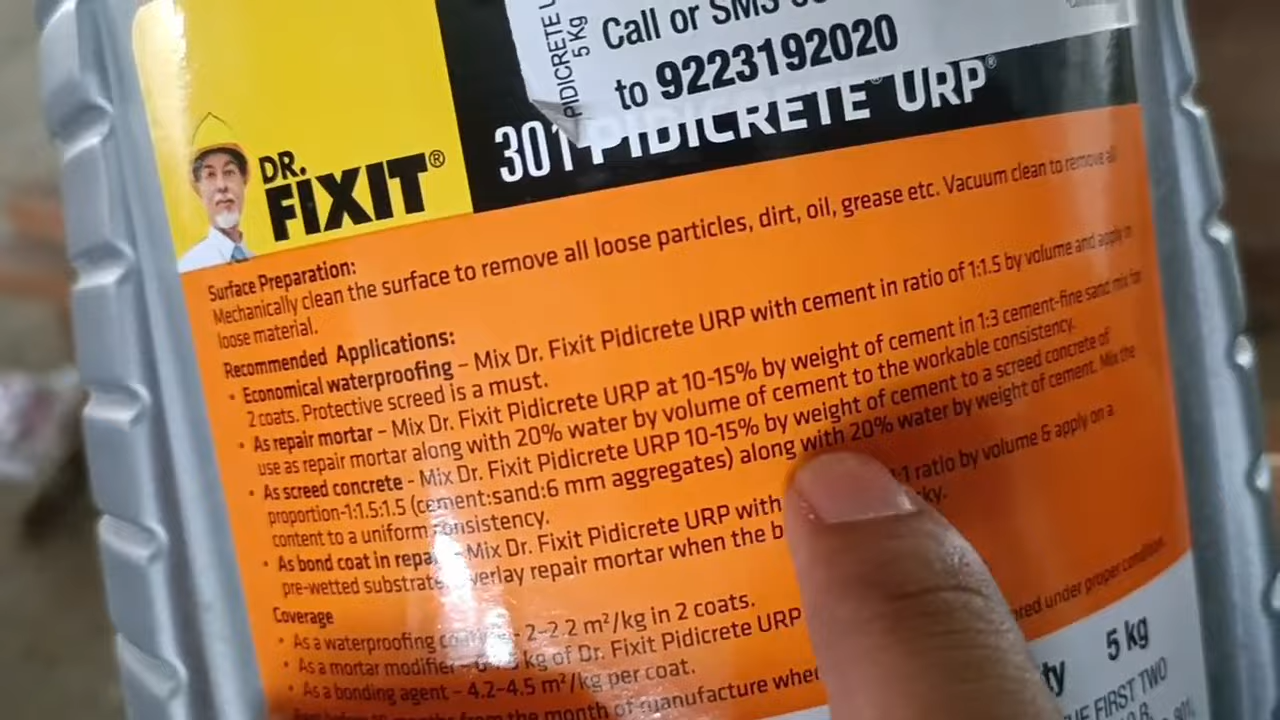 PIDICRETE
5 Kg
Call or SMS
to 9223192020
301 PIDICRETE® URP®
DR.
FIXIT®
Surface Preparation:
Mechanically clean the surface to remove all loose particles, dirt, oil, grease etc. Vacuum clean to remove all
loose material.
Recommended Applications:
• Economical waterproofing – Mix Dr. Fixit Pidicrete URP with cement in ratio of 1:1.5 by volume and apply in
2 coats. Protective screed is a must.
• As repair mortar – Mix Dr. Fixit Pidicrete URP at 10-15% by weight of cement in 1:3 cement-fine sand mix for
use as repair mortar along with 20% water by volume of cement to the workable consistency.
• As screed concrete - Mix Dr. Fixit Pidicrete URP 10-15% by weight of cement to a screed concrete of
proportion-1:1.5:1.5 (cement:sand:6 mm aggregates) along with 20% water by weight of cement. Mix the
content to a uniform consistency.
• As bond coat in repair – Mix Dr. Fixit Pidicrete URP with 1:1 ratio by volume & apply on a
pre-wetted substrate. Overlay repair mortar when the
Coverage
• As a waterproofing – 2–2.2 m²/kg in 2 coats.
• As a mortar modifier – kg of Dr. Fixit Pidicrete URP
• As a bonding agent – 4.2–4.5 m²/kg per coat.
months from the month of manufacture when
stored under proper condition
5 kg
FIRST TWO